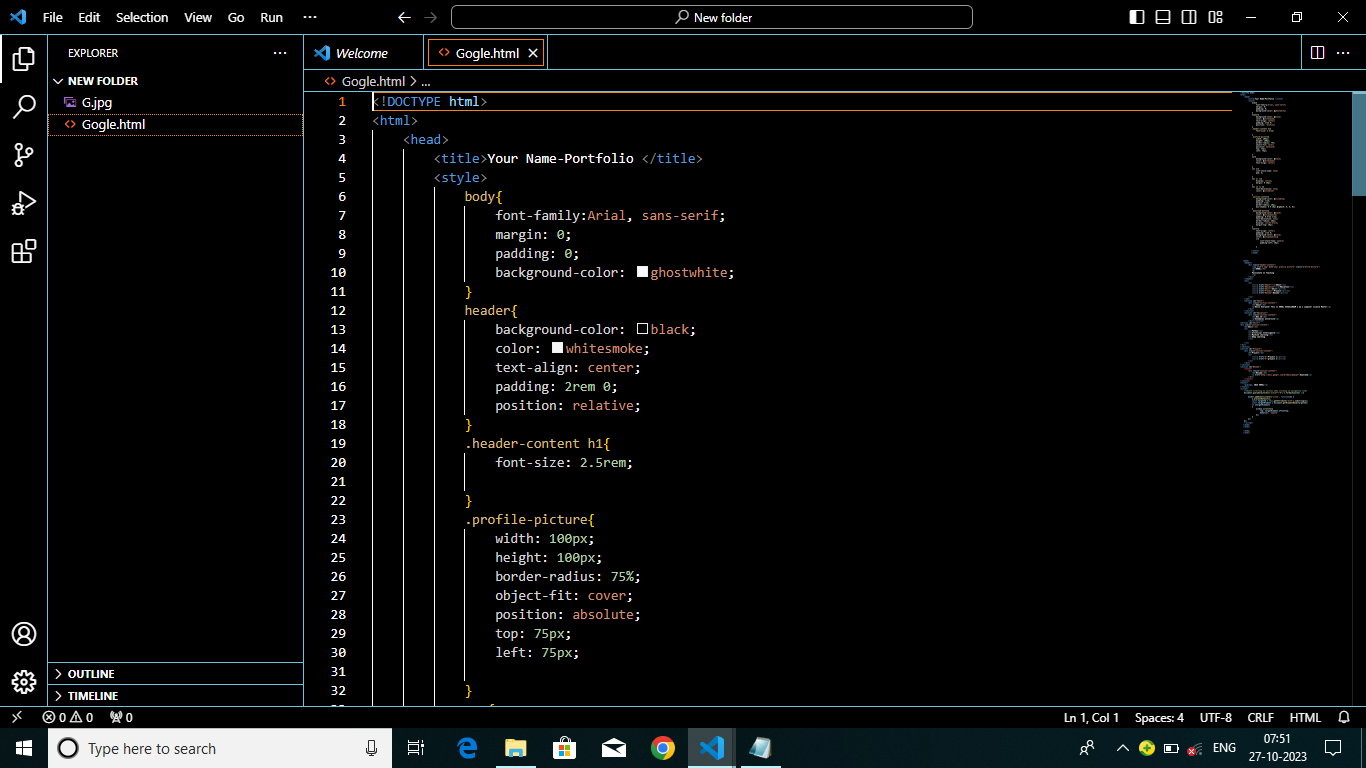 File Edit Selection View Go Run ···
New folder
EXPLORER
NEW FOLDER
G.jpg
Gogle.html
OUTLINE
TIMELINE
Welcome
Gogle.html
Gogle.html > ...
1 <!DOCTYPE html>
2 <html>
3 <head>
4 <title>Your Name-Portfolio </title>
5 <style>
6 body{
7 font-family:Arial, sans-serif;
8 margin: 0;
9 padding: 0;
10 background-color: ghostwhite;
11 }
12 header{
13 background-color: black;
14 color: whitesmoke;
15 text-align: center;
16 padding: 2rem 0;
17 position: relative;
18 }
19 .header-content h1{
20 font-size: 2.5rem;
21
22 }
23 .profile-picture{
24 width: 100px;
25 height: 100px;
26 border-radius: 75%;
27 object-fit: cover;
28 position: absolute;
29 top: 75px;
30 left: 75px;
31
32 }
0 0 0
Ln 1, Col 1 Spaces: 4 UTF-8 CRLF HTML
Type here to search
ENG
07:51
27-10-2023